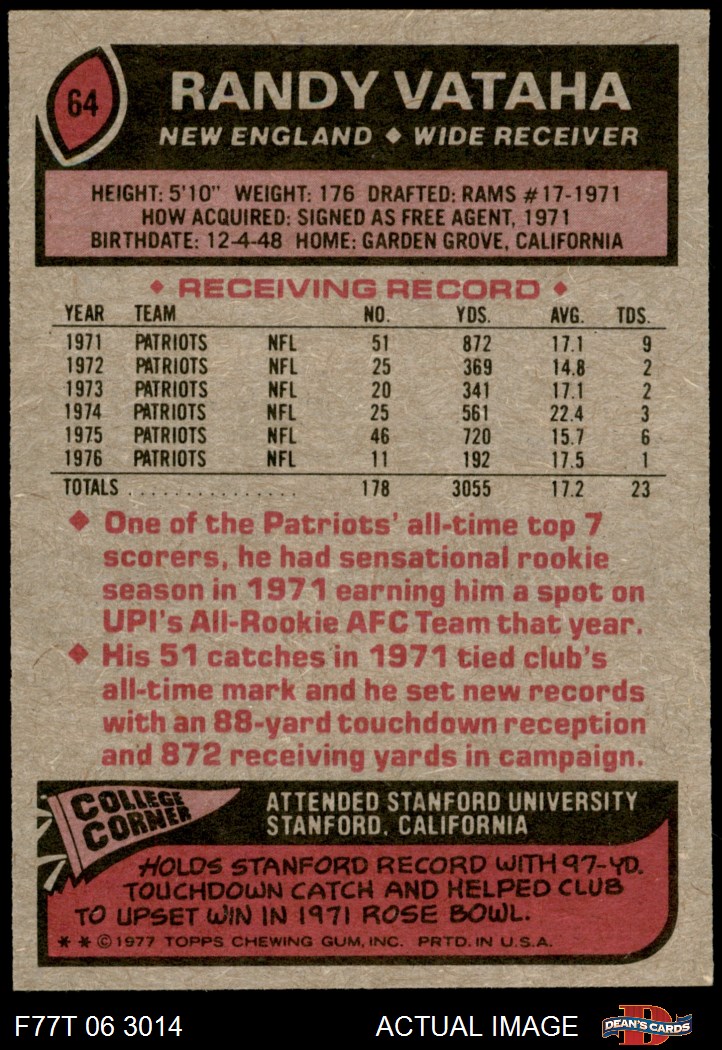 64
RANDY VATAHA
NEW ENGLAND ◆ WIDE RECEIVER
HEIGHT: 5'10" WEIGHT: 176 DRAFTED: RAMS #17-1971
HOW ACQUIRED: SIGNED AS FREE AGENT, 1971
BIRTHDATE: 12-4-48 HOME: GARDEN GROVE, CALIFORNIA
◆ RECEIVING RECORD ◆
YEAR TEAM NO. YDS. AVG. TDS.
1971 PATRIOTS NFL 51 872 17.1 9
1972 PATRIOTS NFL 25 369 14.8 2
1973 PATRIOTS NFL 20 341 17.1 2
1974 PATRIOTS NFL 25 561 22.4 3
1975 PATRIOTS NFL 46 720 15.7 6
1976 PATRIOTS NFL 11 192 17.5 1
TOTALS . . . . . . . . . . . . . . . . 178 3055 17.2 23
◆ One of the Patriots' all-time top 7
scorers, he had sensational rookie
season in 1971 earning him a spot on
UPI's All-Rookie AFC Team that year.
◆ His 51 catches in 1971 tied club's
all-time mark and he set new records
with an 88-yard touchdown reception
and 872 receiving yards in campaign.
COLLEGE
CORNER
ATTENDED STANFORD UNIVERSITY
STANFORD, CALIFORNIA
HOLDS STANFORD RECORD WITH 97-YD.
TOUCHDOWN CATCH AND HELPED CLUB
TO UPSET WIN IN 1971 ROSE BOWL.
* * © 1977 TOPPS CHEWING GUM, INC. PRTD. IN U.S.A.
F77T 06 3014 ACTUAL IMAGE
D
DEAN'S CARDS